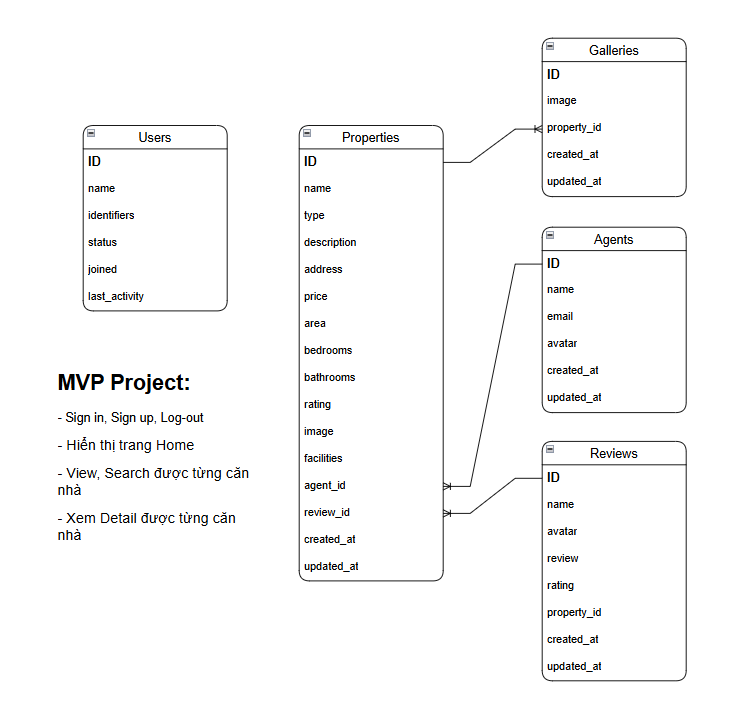 Users
ID
name
identifiers
status
joined
last_activity
MVP Project:
- Sign in, Sign up, Log-out
- Hiển thị trang Home
- View, Search được từng căn
nhà
- Xem Detail được từng căn
nhà
Properties
ID
name
type
description
address
price
area
bedrooms
bathrooms
rating
image
facilities
agent_id
review_id
created_at
updated_at
Galleries
ID
image
property_id
created_at
updated_at
Agents
ID
name
email
avatar
created_at
updated_at
Reviews
ID
name
avatar
review
rating
property_id
created_at
updated_at